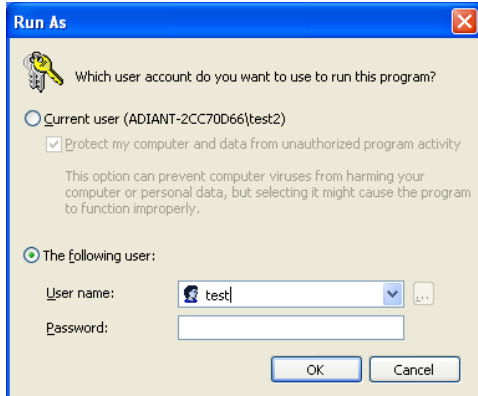 Run As
Which user account do you want to use to run this program?
Current user (ADIANT-2CC70D66\test2)
Protect my computer and data from unauthorized program activity
This option can prevent computer viruses from harming your
computer or personal data, but selecting it might cause the program
to function improperly.
The following user:
User name:
test
...
Password:
OK
Cancel